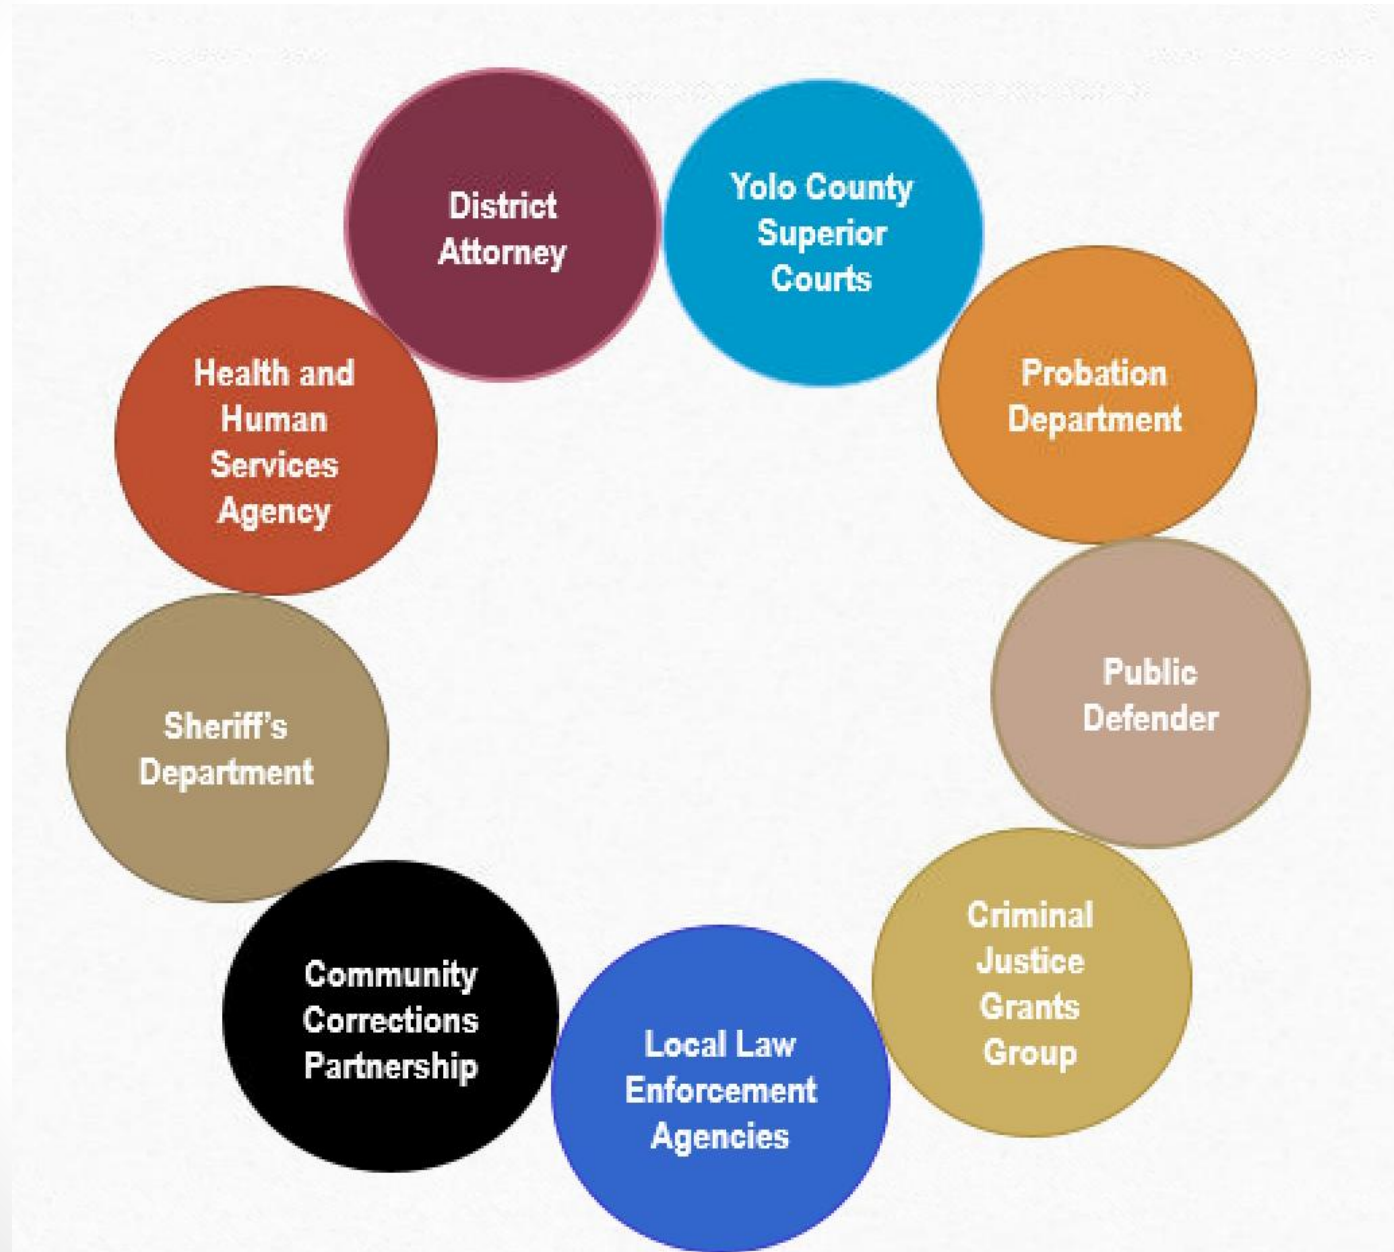 District
Attorney
Yolo County
Superior
Courts
Probation
Department
Public
Defender
Criminal
Justice
Grants
Group
Local Law
Enforcement
Agencies
Community
Corrections
Partnership
Sheriff’s
Department
Health and
Human
Services
Agency